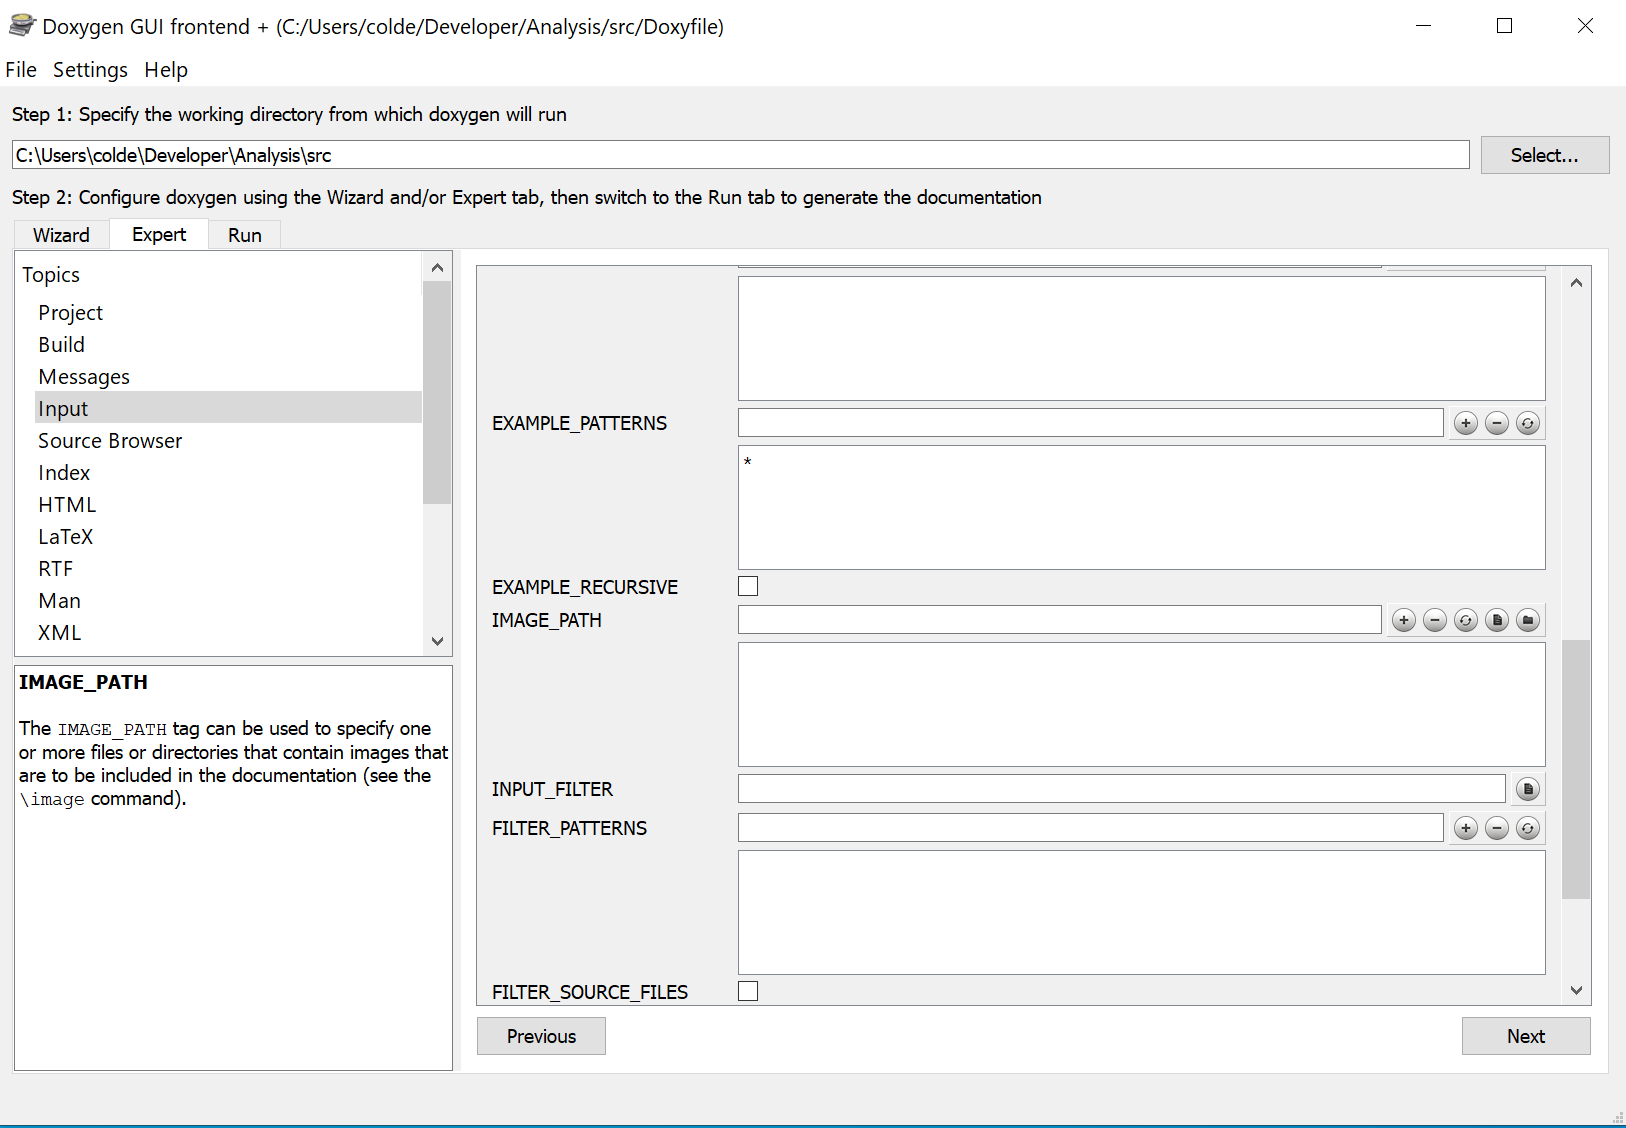 Doxygen GUI frontend + (C:/Users/colde/Developer/Analysis/src/Doxyfile)
File Settings Help
Step 1: Specify the working directory from which doxygen will run
C:\Users\colde\Developer\Analysis\src
Select...
Step 2: Configure doxygen using the Wizard and/or Expert tab, then switch to the Run tab to generate the documentation
Wizard Expert Run
Topics
Project
Build
Messages
Input
Source Browser
Index
HTML
LaTeX
RTF
Man
XML
IMAGE_PATH
The IMAGE_PATH tag can be used to specify one
or more files or directories that contain images that
are to be included in the documentation (see the
\image command).
EXAMPLE_PATTERNS
*
EXAMPLE_RECURSIVE
IMAGE_PATH
INPUT_FILTER
FILTER_PATTERNS
FILTER_SOURCE_FILES
Previous
Next